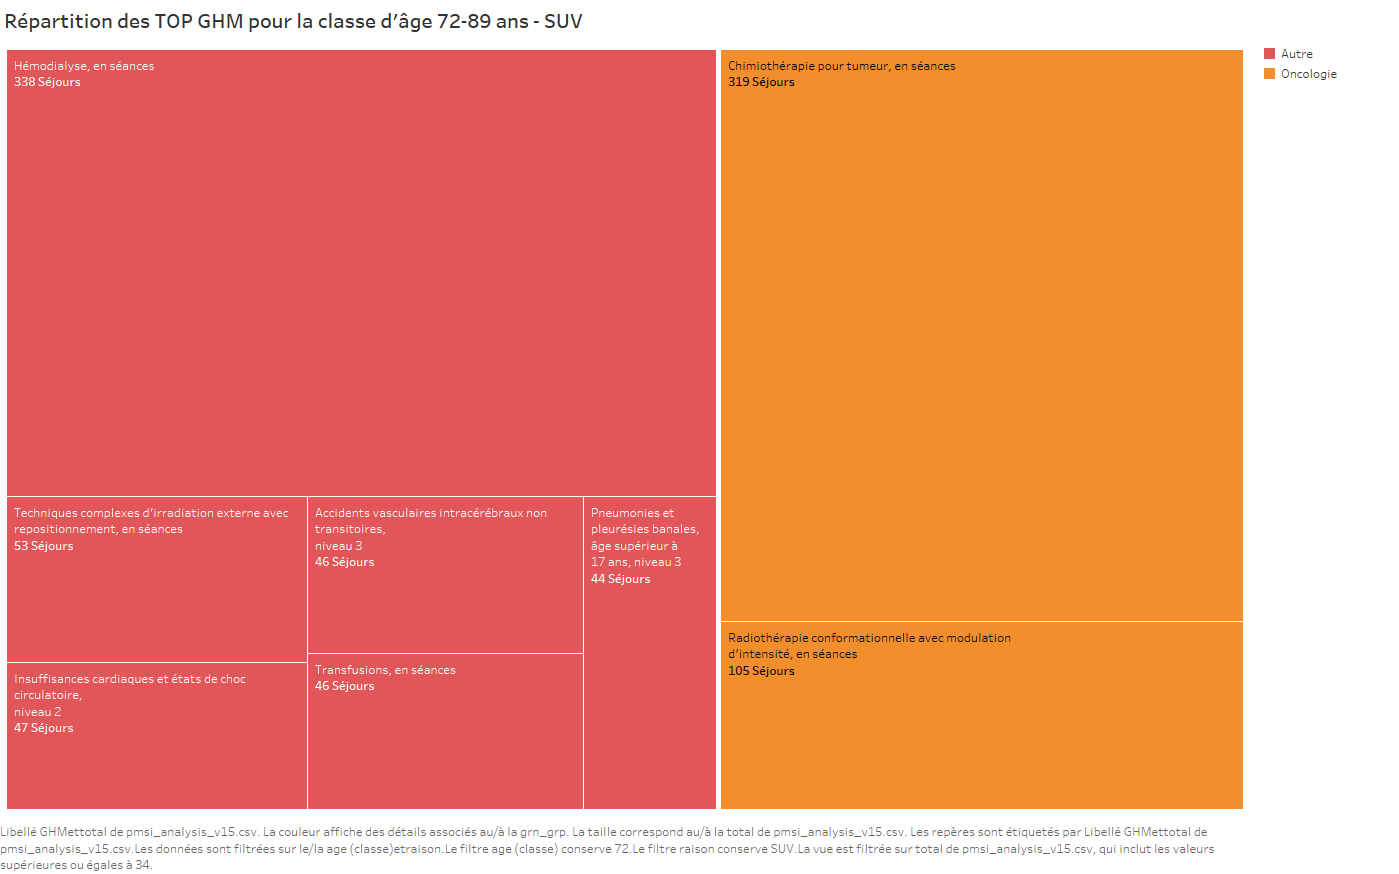 Répartition des TOP GHM pour la classe d’âge 72-89 ans - SUV
Hémodialyse, en séances
338 Séjours
Techniques complexes d’irradiation externe avec
repositionnement, en séances
53 Séjours
Insuffisances cardiaques et états de choc
circulatoire,
niveau 2
47 Séjours
Accidents vasculaires intracérébraux non
transitoires,
niveau 3
46 Séjours
Transfusions, en séances
46 Séjours
Pneumonies et
pleurésies banales,
âge supérieur à
17 ans, niveau 3
44 Séjours
Chimiothérapie pour tumeur, en séances
319 Séjours
Radiothérapie conformationnelle avec modulation
d’intensité, en séances
105 Séjours
Autre
Oncologie
Libellé GHMettotal de pmsi_analysis_v15.csv. La couleur affiche des détails associés au/à la grn_grp. La taille correspond au/à la total de pmsi_analysis_v15.csv. Les repères sont étiquetés par Libellé GHMettotal de
pmsi_analysis_v15.csv.Les données sont filtrées sur le/la age (classe)etraison.Le filtre age (classe) conserve 72.Le filtre raison conserve SUV.La vue est filtrée sur total de pmsi_analysis_v15.csv, qui inclut les valeurs
supérieures ou égales à 34.